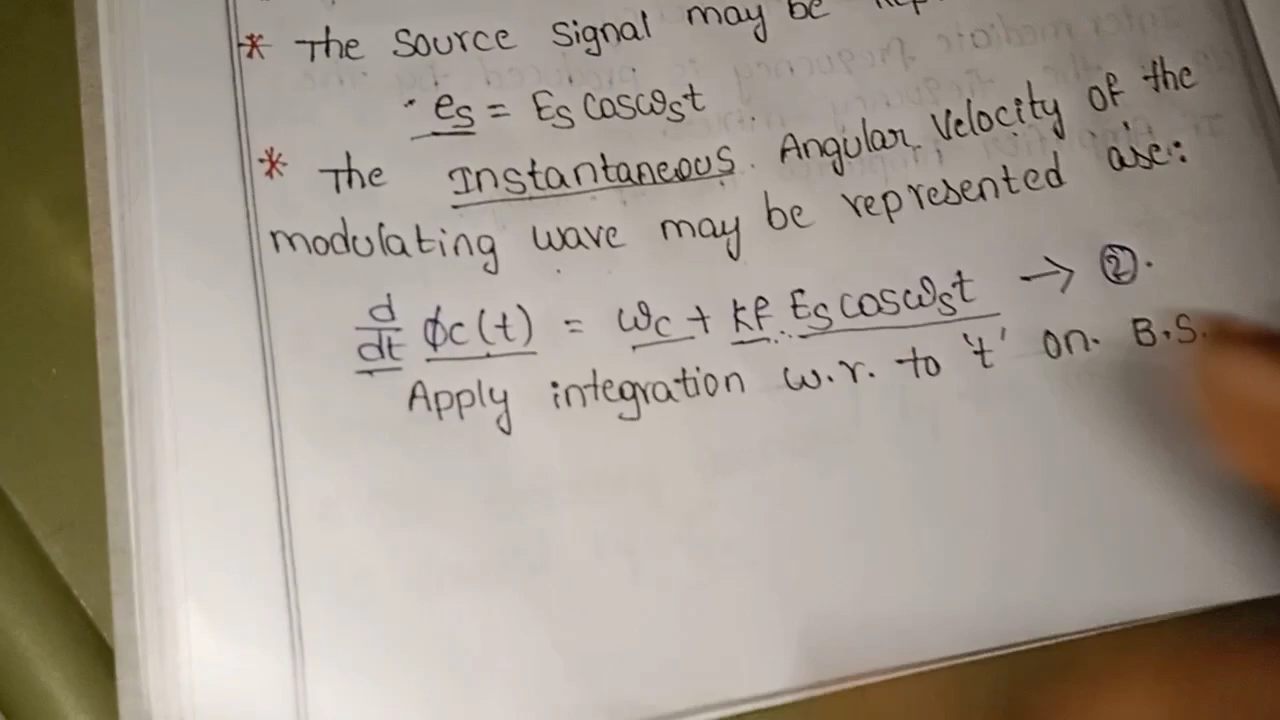 * The source signal may be
es = Es Cosωst
* The Instantaneous. Angular Velocity of the
modulating wave may be represented as:
d/dt ϕc(t) = ωc + kf Es cosωst → ②.
Apply integration w.r. to 't' on. B.S.